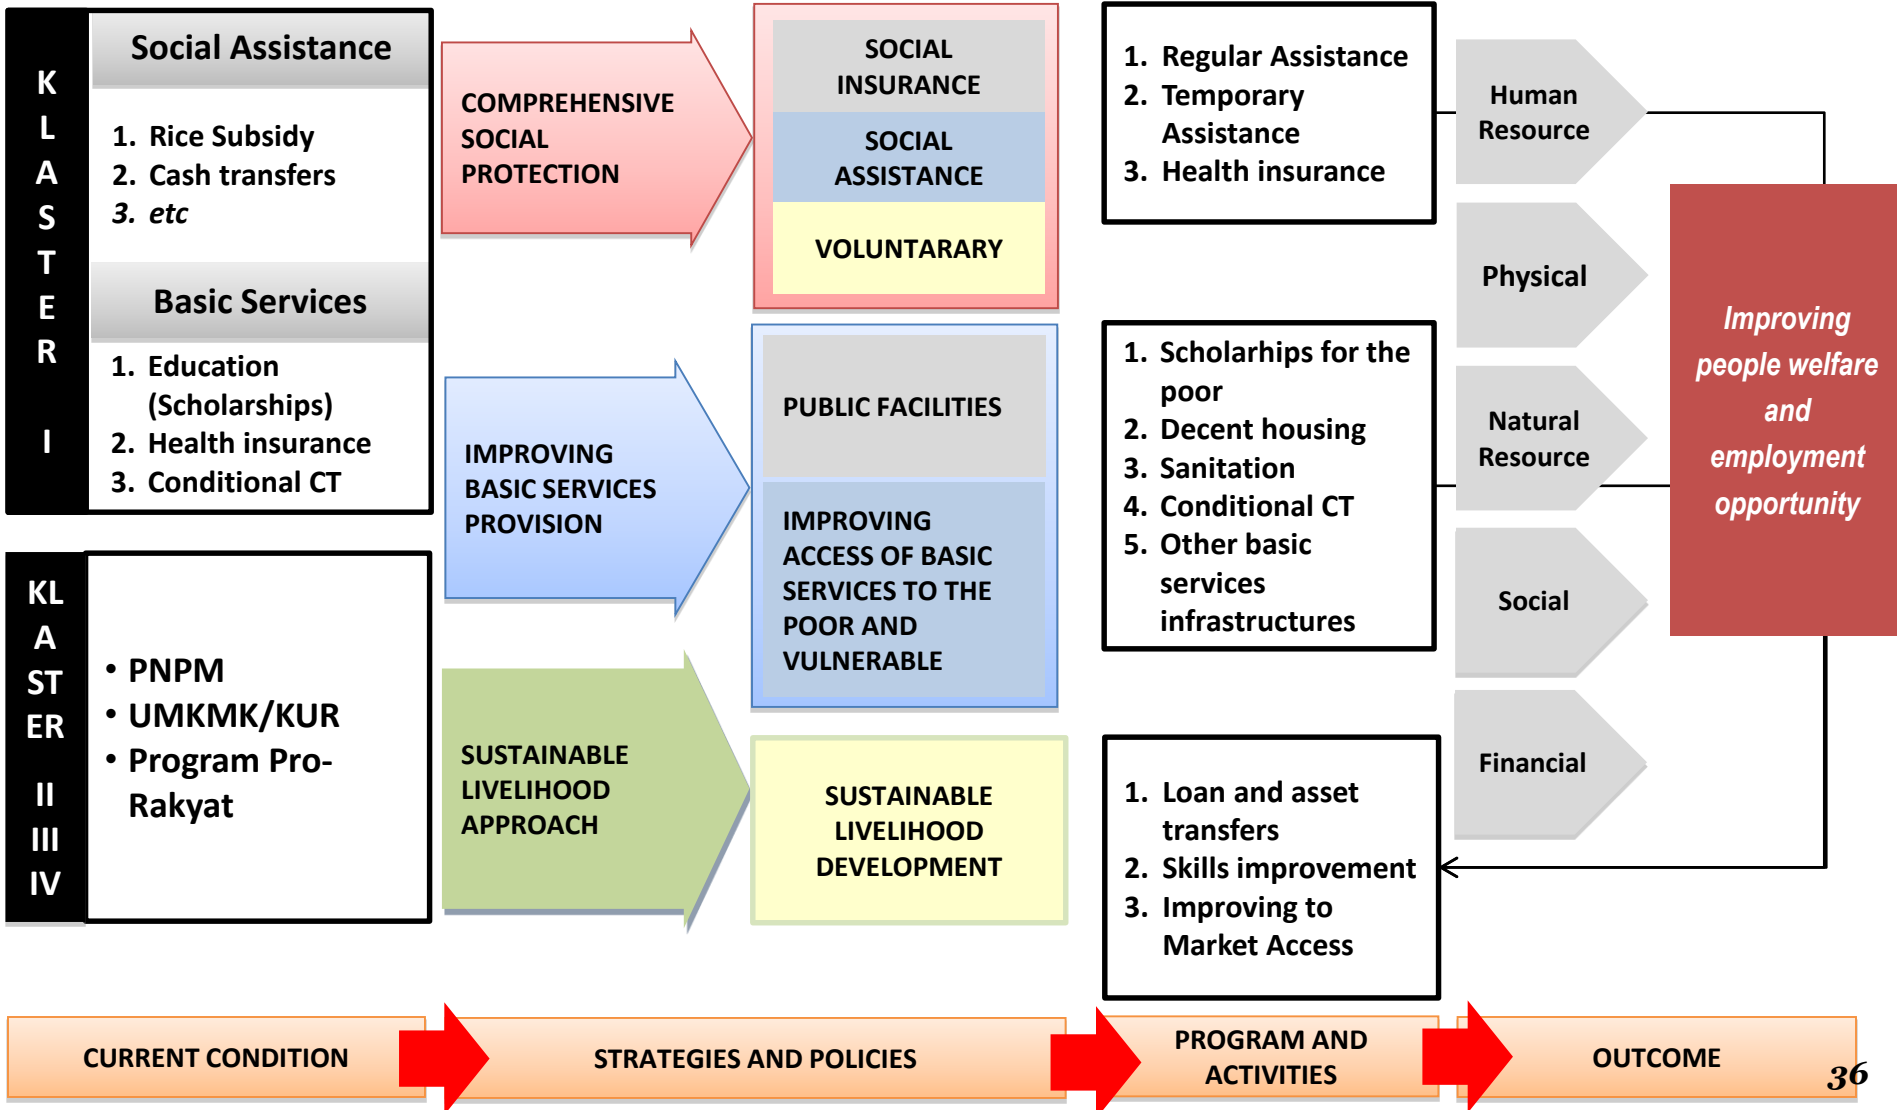 K
L
A
S
T
E
R
I
Social Assistance
1. Rice Subsidy
2. Cash transfers
3. etc
Basic Services
1. Education
(Scholarships)
2. Health insurance
3. Conditional CT
KL
A
ST
ER
II
III
IV
• PNPM
• UMKMK/KUR
• Program Pro-
Rakyat
COMPREHENSIVE
SOCIAL
PROTECTION
IMPROVING
BASIC SERVICES
PROVISION
SUSTAINABLE
LIVELIHOOD
APPROACH
SOCIAL
INSURANCE
SOCIAL
ASSISTANCE
VOLUNTARARY
PUBLIC FACILITIES
IMPROVING
ACCESS OF BASIC
SERVICES TO THE
POOR AND
VULNERABLE
SUSTAINABLE
LIVELIHOOD
DEVELOPMENT
1. Regular Assistance
2. Temporary
Assistance
3. Health insurance
1. Scholarhips for the
poor
2. Decent housing
3. Sanitation
4. Conditional CT
5. Other basic
services
infrastructures
1. Loan and asset
transfers
2. Skills improvement
3. Improving to
Market Access
Human
Resource
Physical
Natural
Resource
Social
Financial
Improving
people welfare
and
employment
opportunity
CURRENT CONDITION
STRATEGIES AND POLICIES
PROGRAM AND
ACTIVITIES
OUTCOME
36